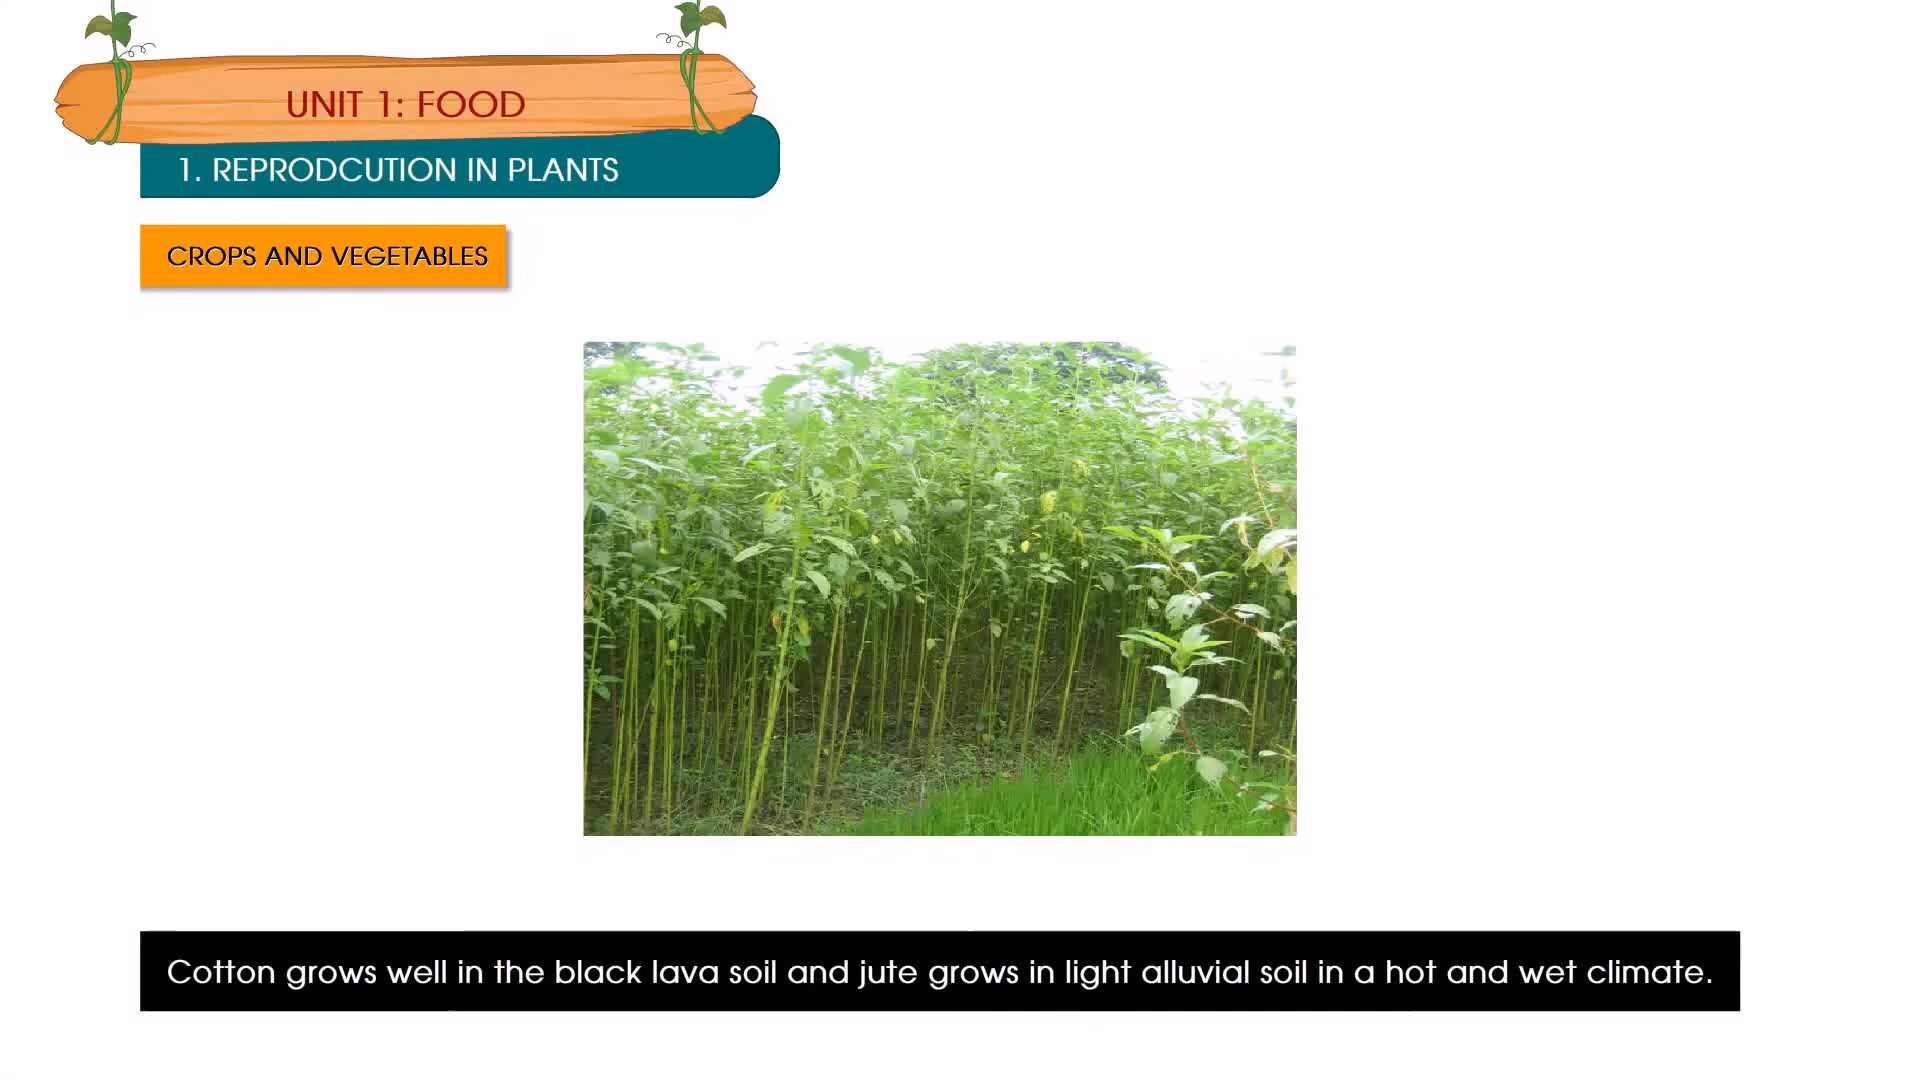 UNIT 1: FOOD
1. REPRODCUTION IN PLANTS
CROPS AND VEGETABLES
Cotton grows well in the black lava soil and jute grows in light alluvial soil in a hot and wet climate.